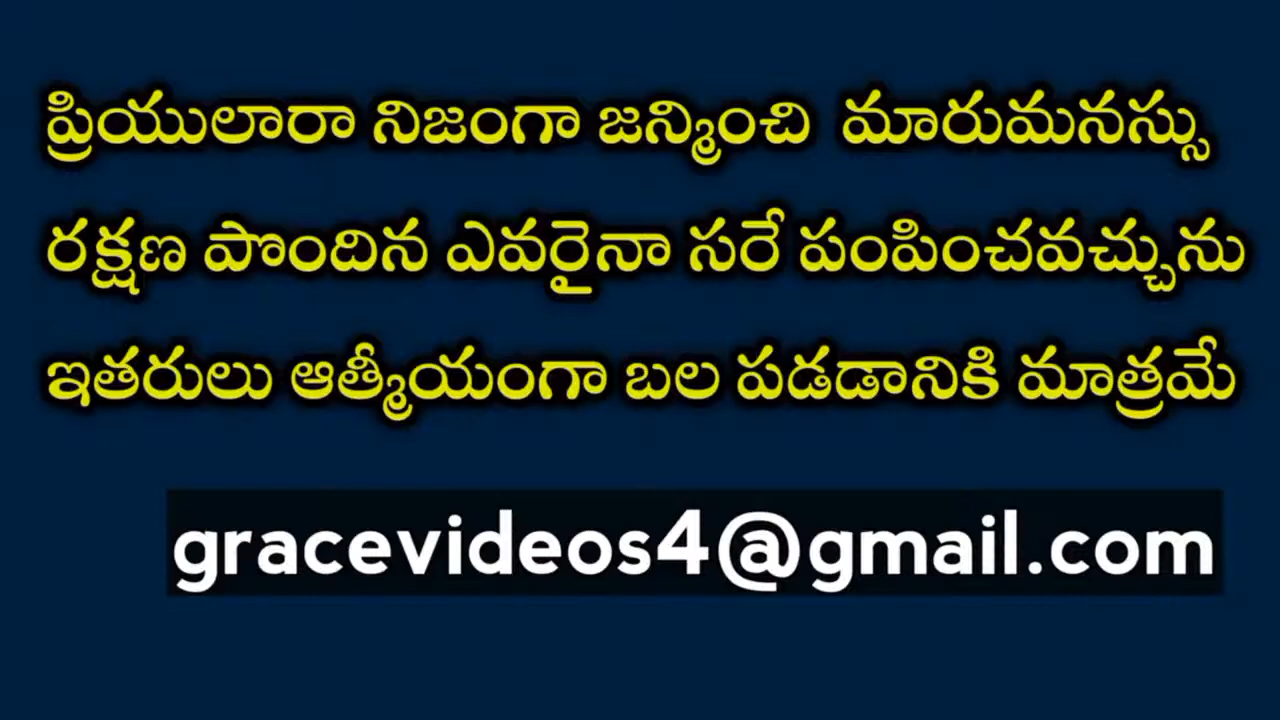 ప్రియులారా నిజంగా జన్మించి మారుమనస్సు
రక్షణ పొందిన ఎవరైనా సరే పంపించవచ్చును
ఇతరులు ఆత్మీయంగా బల పడడానికి మాత్రమే
gracevideos4@gmail.com